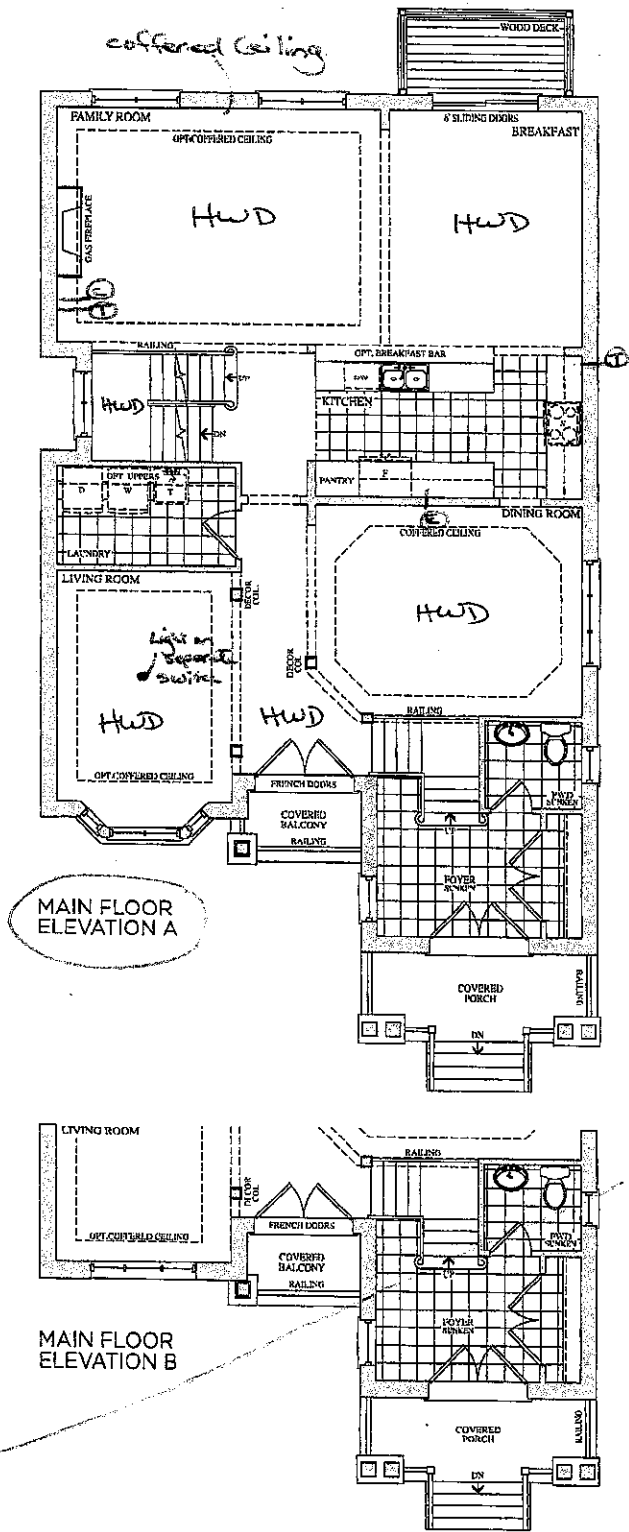 coffered Ceiling
WOOD DECK
FAMILY ROOM
6' SLIDING DOORS
BREAKFAST
OPT. COFFERED CEILING
HWD
HWD
GAS FIREPLACE
RAILING
OPT. BREAKFAST BAR
UP
HWD
KITCHEN
DN
OPT UPPERS
D
W
T
PANTRY
F
E
DINING ROOM
COFFERED CEILING
LAUNDRY
LIVING ROOM
DECOR COL.
HWD
Light on
separate
switch
DECOR
COL
HWD
HWD
RAILING
OPT. COFFERED CEILING
FRENCH DOORS
PWD
SUNKEN
COVERED
BALCONY
RAILING
UP
FOYER
SUNKEN
MAIN FLOOR
ELEVATION A
COVERED
PORCH
RAILING
DN
LIVING ROOM
RAILING
DECOR
COL
OPT. COFFERED CEILING
FRENCH DOORS
PWD
SUNKEN
COVERED
BALCONY
RAILING
UP
FOYER
SUNKEN
MAIN FLOOR
ELEVATION B
COVERED
PORCH
RAILING
DN